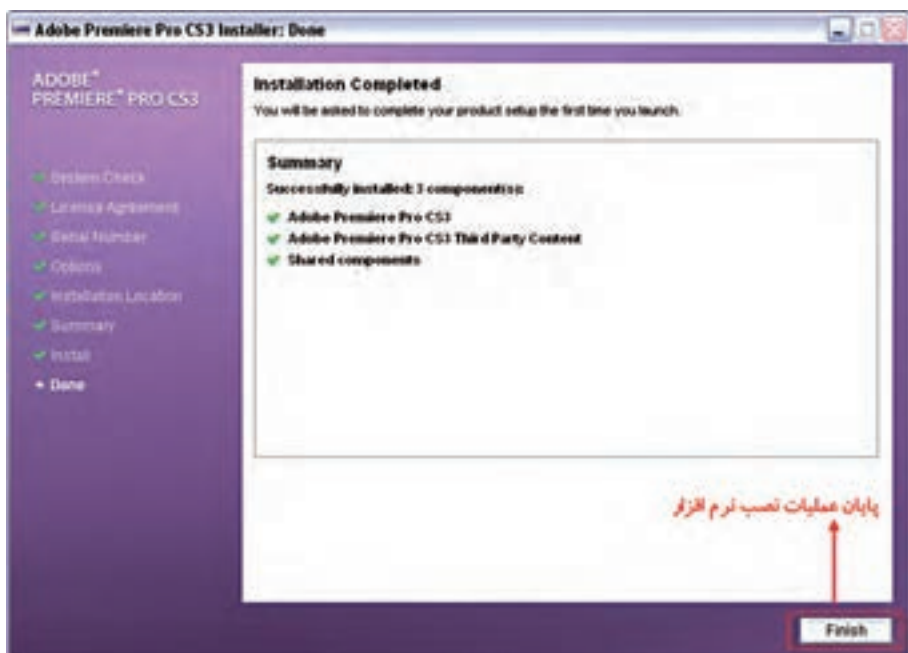 Adobe Premiere Pro CS3 Installer: Done
ADOBE®
PREMIERE® PRO CS3
System Check
License Agreement
Serial Number
Options
Installation Location
Summary
Install
Done
Installation Completed
You will be asked to complete your product setup the first time you launch.
Summary
Successfully installed: 3 component(s):
Adobe Premiere Pro CS3
Adobe Premiere Pro CS3 Third Party Content
Shared components
پایان عملیات نصب نرم افزار
Finish